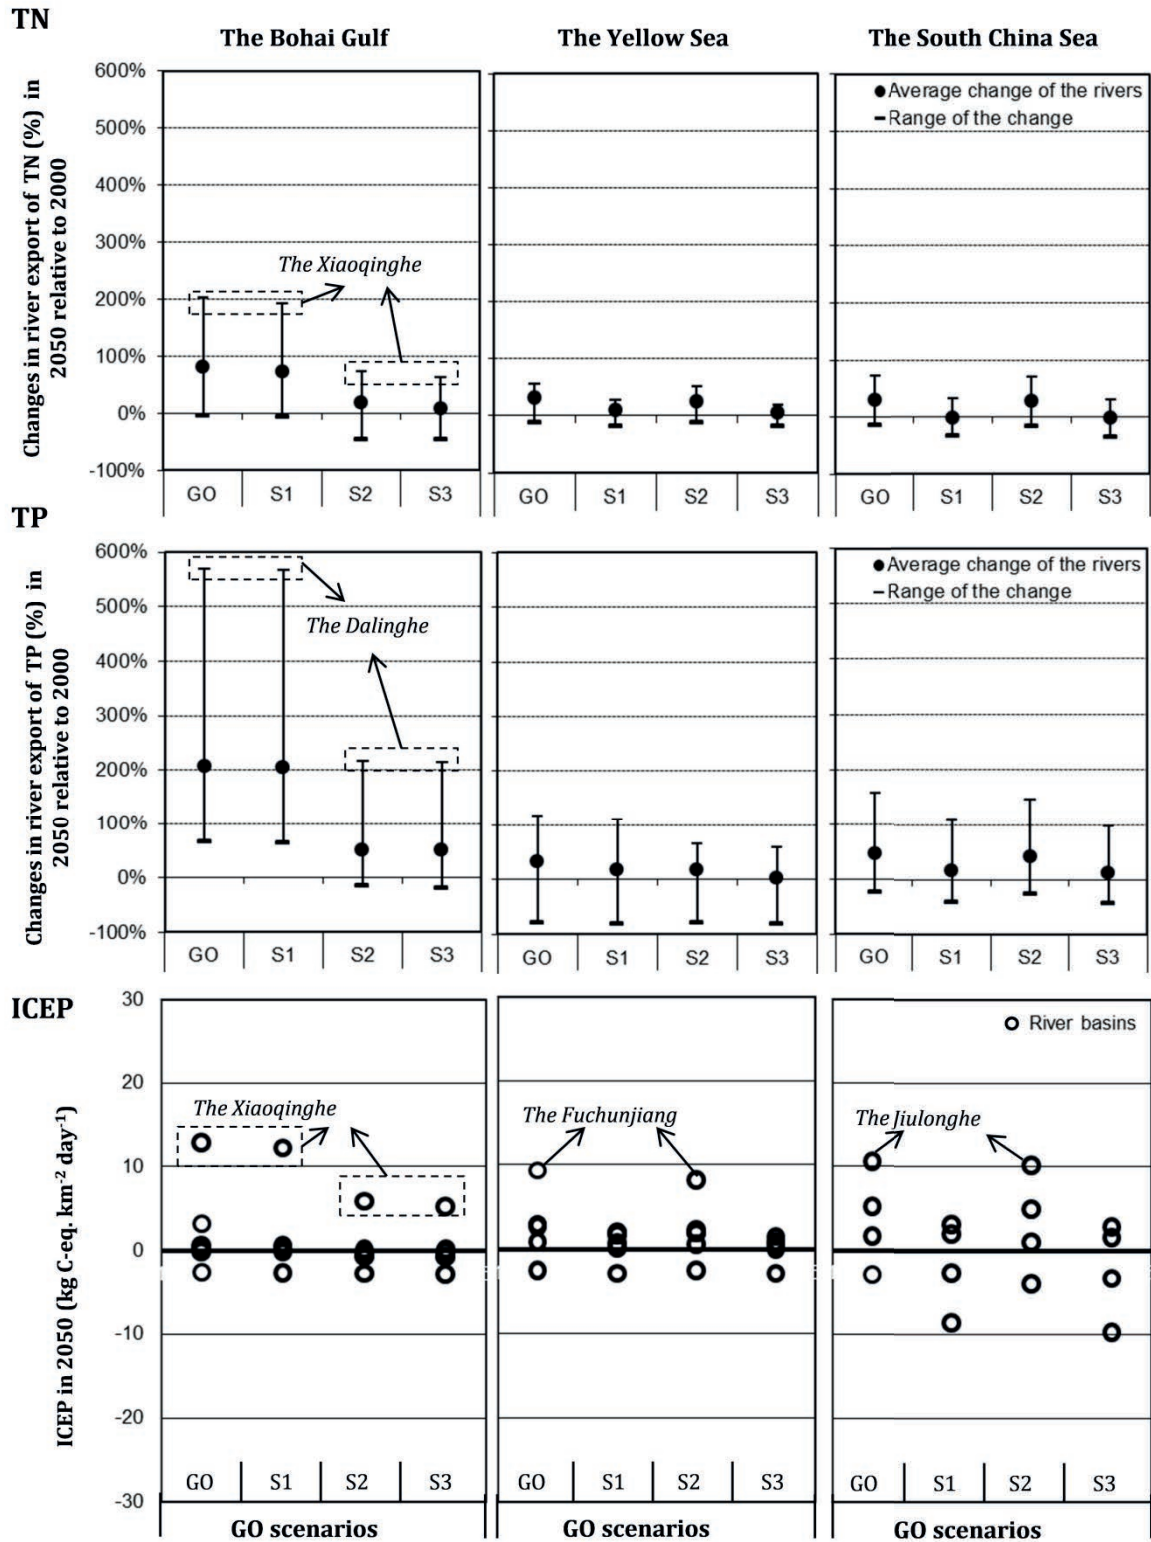 TN
The Bohai Gulf
The Yellow Sea
The South China Sea
Changes in river export of TN (%) in
2050 relative to 2000
600%
500%
400%
300%
200%
100%
0%
-100%
The Xiaoqinghe
Average change of the rivers
Range of the change
GO S1 S2 S3
GO S1 S2 S3
GO S1 S2 S3
TP
Changes in river export of TP (%) in
2050 relative to 2000
600%
500%
400%
300%
200%
100%
0%
-100%
The Dalinghe
Average change of the rivers
Range of the change
GO S1 S2 S3
GO S1 S2 S3
GO S1 S2 S3
ICEP
ICEP in 2050 (kg C-eq. km-2 day-1)
30
20
10
0
-10
-20
-30
The Xiaoqinghe
The Fuchunjiang
River basins
The Jiulonghe
GO S1 S2 S3
GO S1 S2 S3
GO S1 S2 S3
GO scenarios
GO scenarios
GO scenarios